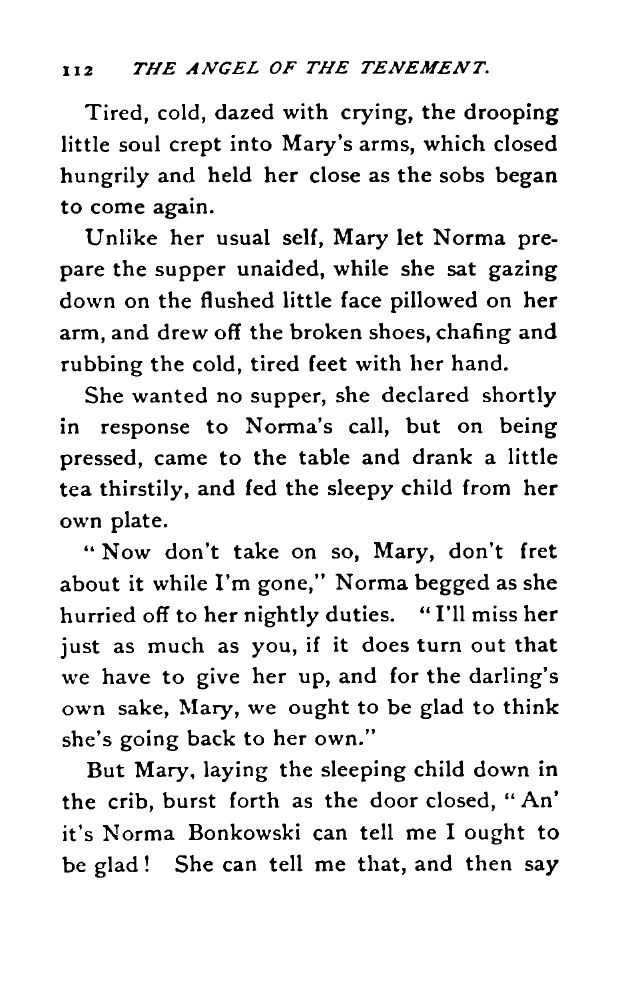 112 THE ANGEL OF THE TENEMENT.
Tired, cold, dazed with crying, the drooping
little soul crept into Mary's arms, which closed
hungrily and held her close as the sobs began
to come again.
Unlike her usual self, Mary let Norma pre-
pare the supper unaided, while she sat gazing
down on the flushed little face pillowed on her
arm, and drew off the broken shoes, chafing and
rubbing the cold, tired feet with her hand.
She wanted no supper, she declared shortly
in response to Norma's call, but on being
pressed, came to the table and drank a little
tea thirstily, and fed the sleepy child from her
own plate.
"Now don't take on so, Mary, don't fret
about it while I'm gone," Norma begged as she
hurried off to her nightly duties. "I'll miss her
just as much as you, if it does turn out that
we have to give her up, and for the darling's
own sake, Mary, we ought to be glad to think
she's going back to her own."
But Mary, laying the sleeping child down in
the crib, burst forth as the door closed, "An'
it's Norma Bonkowski can tell me I ought to
be glad! She can tell me that, and then say